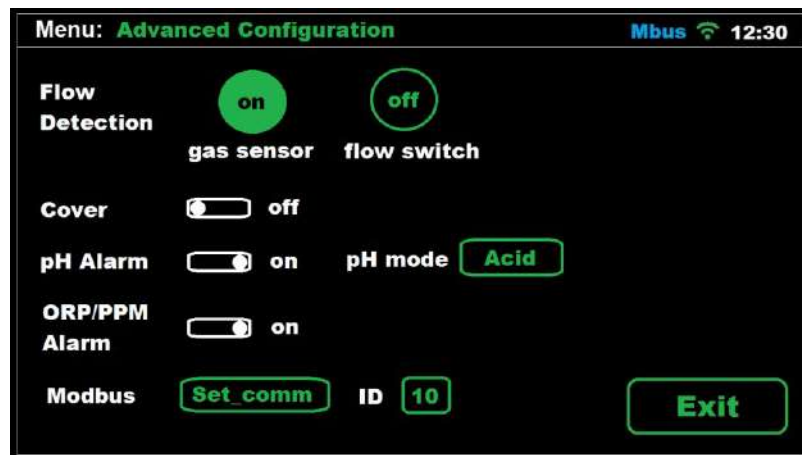 Menu: Advanced Configuration Mbus 12:30
Flow
Detection
on off
gas sensor flow switch
Cover off
pH Alarm on pH mode Acid
ORP/PPM
Alarm
on
Modbus Set_comm ID 10
Exit